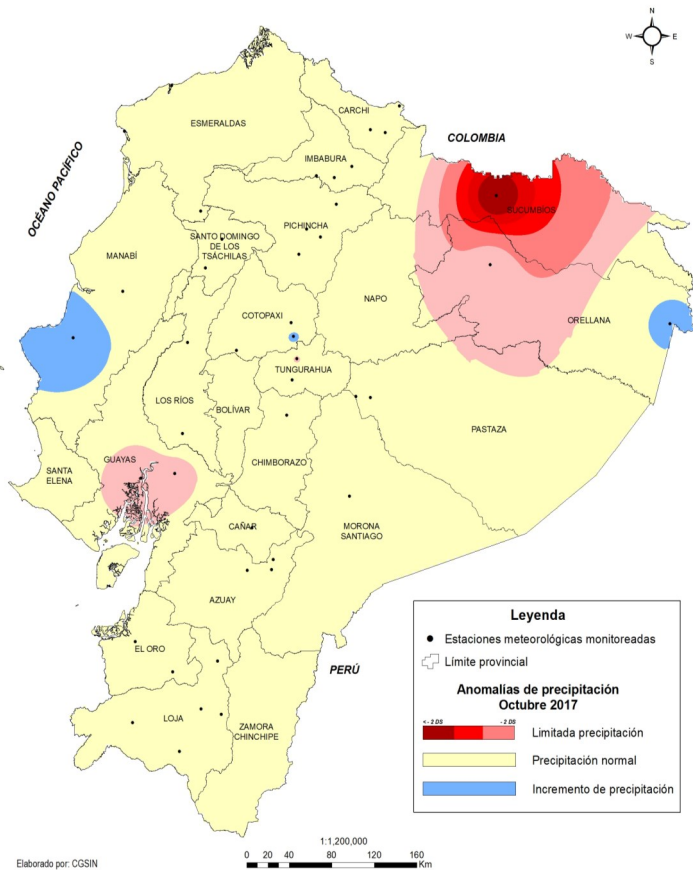 N
W
E
S
CARCHI
ESMERALDAS
COLOMBIA
IMBABURA
OCÉANO PACÍFICO
SUCUMBÍOS
PICHINCHA
SANTO DOMINGO
DE LOS
TSÁCHILAS
MANABÍ
NAPO
COTOPAXI
ORELLANA
TUNGURAHUA
LOS RÍOS
BOLÍVAR
PASTAZA
GUAYAS
CHIMBORAZO
SANTA
ELENA
CAÑAR
MORONA
SANTIAGO
AZUAY
EL ORO
PERÚ
LOJA
ZAMORA
CHINCHIPE
Leyenda
Estaciones meteorológicas monitoreadas
Límite provincial
Anomalías de precipitación
Octubre 2017
< - 2 DS
- 2 DS
Limitada precipitación
Precipitación normal
Incremento de precipitación
1:1,200,000
0 20 40 80 120 160
Km
Elaborado por: CGSIN